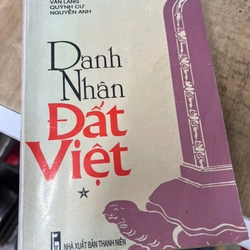 VĂN LANG
QUỲNH CƯ
NGUYỄN ANH
Danh
Nhân
Đất
Việt
NHÀ XUẤT BẢN THANH NIÊN